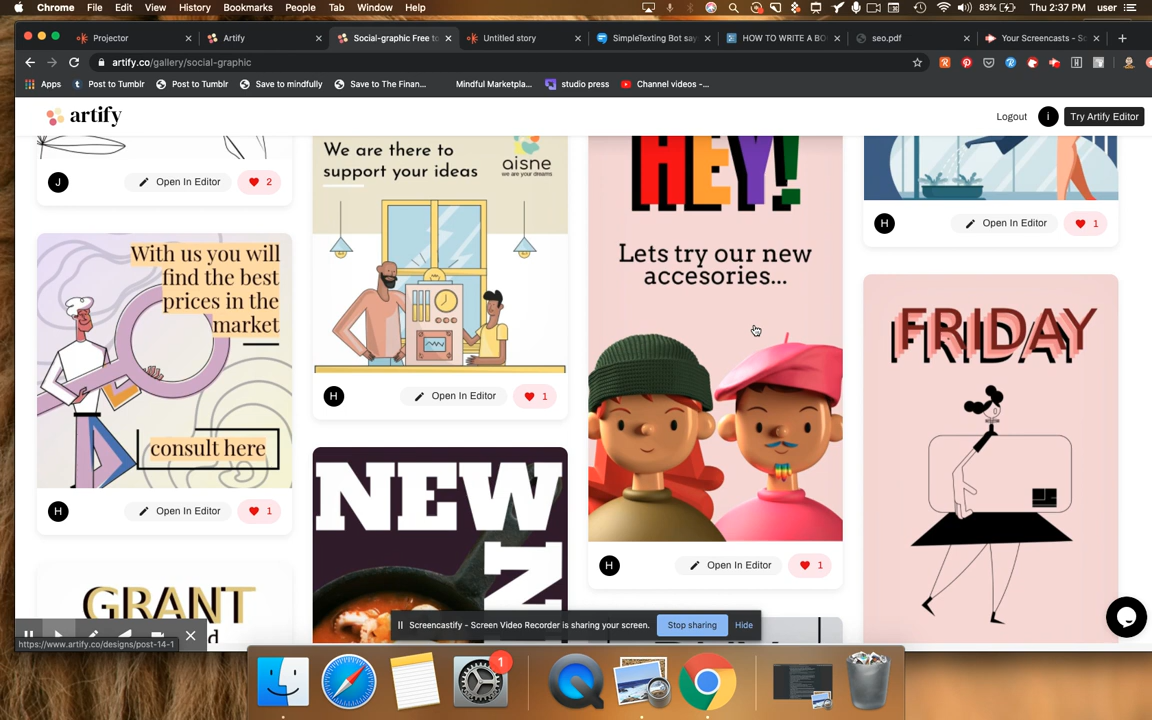 Chrome File Edit View History Bookmarks People Tab Window Help 83% Thu 2:37 PM user
Projector × Artify × Social-graphic Free to × Untitled story × SimpleTexting Bot say × HOW TO WRITE A BO × seo.pdf × Your Screencasts - Sc × +
artify.co/gallery/social-graphic
Apps Post to Tumblr Post to Tumblr Save to mindfully Save to The Finan... Mindful Marketpla... studio press Channel videos -...
artify
Logout i Try Artify Editor
J Open In Editor 2
With us you will
find the best
prices in the
market
consult here
H Open In Editor 1
GRANT
We are there to
support your ideas
aisne
we are your dreams
H Open In Editor 1
NEW
HEY!
Lets try our new
accesories...
H Open In Editor 1
H Open In Editor 1
FRIDAY
Screencastify - Screen Video Recorder is sharing your screen. Stop sharing Hide
https://www.artify.co/designs/post-14-1
1